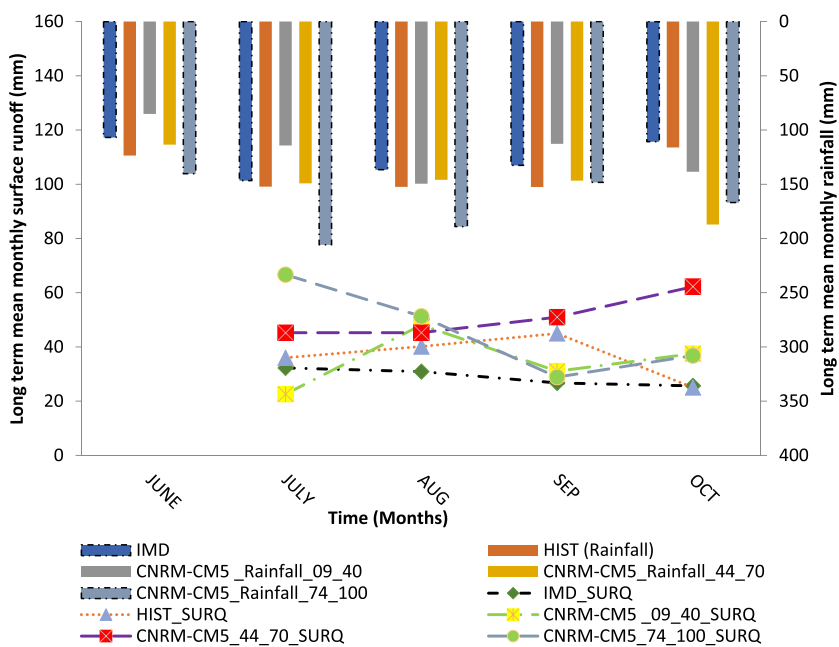 Long term mean monthly surface runoff (mm)
160
140
120
100
80
60
40
20
0
0
50
100
150
200
250
300
350
400
Long term mean monthly rainfall (mm)
JUNE
JULY
AUG
SEP
OCT
Time (Months)
IMD
HIST (Rainfall)
CNRM-CM5 _Rainfall_09_40
CNRM-CM5_Rainfall_44_70
CNRM-CM5_Rainfall_74_100
IMD_SURQ
HIST_SURQ
CNRM-CM5 _09_40_SURQ
CNRM-CM5_44_70_SURQ
CNRM-CM5_74_100_SURQ